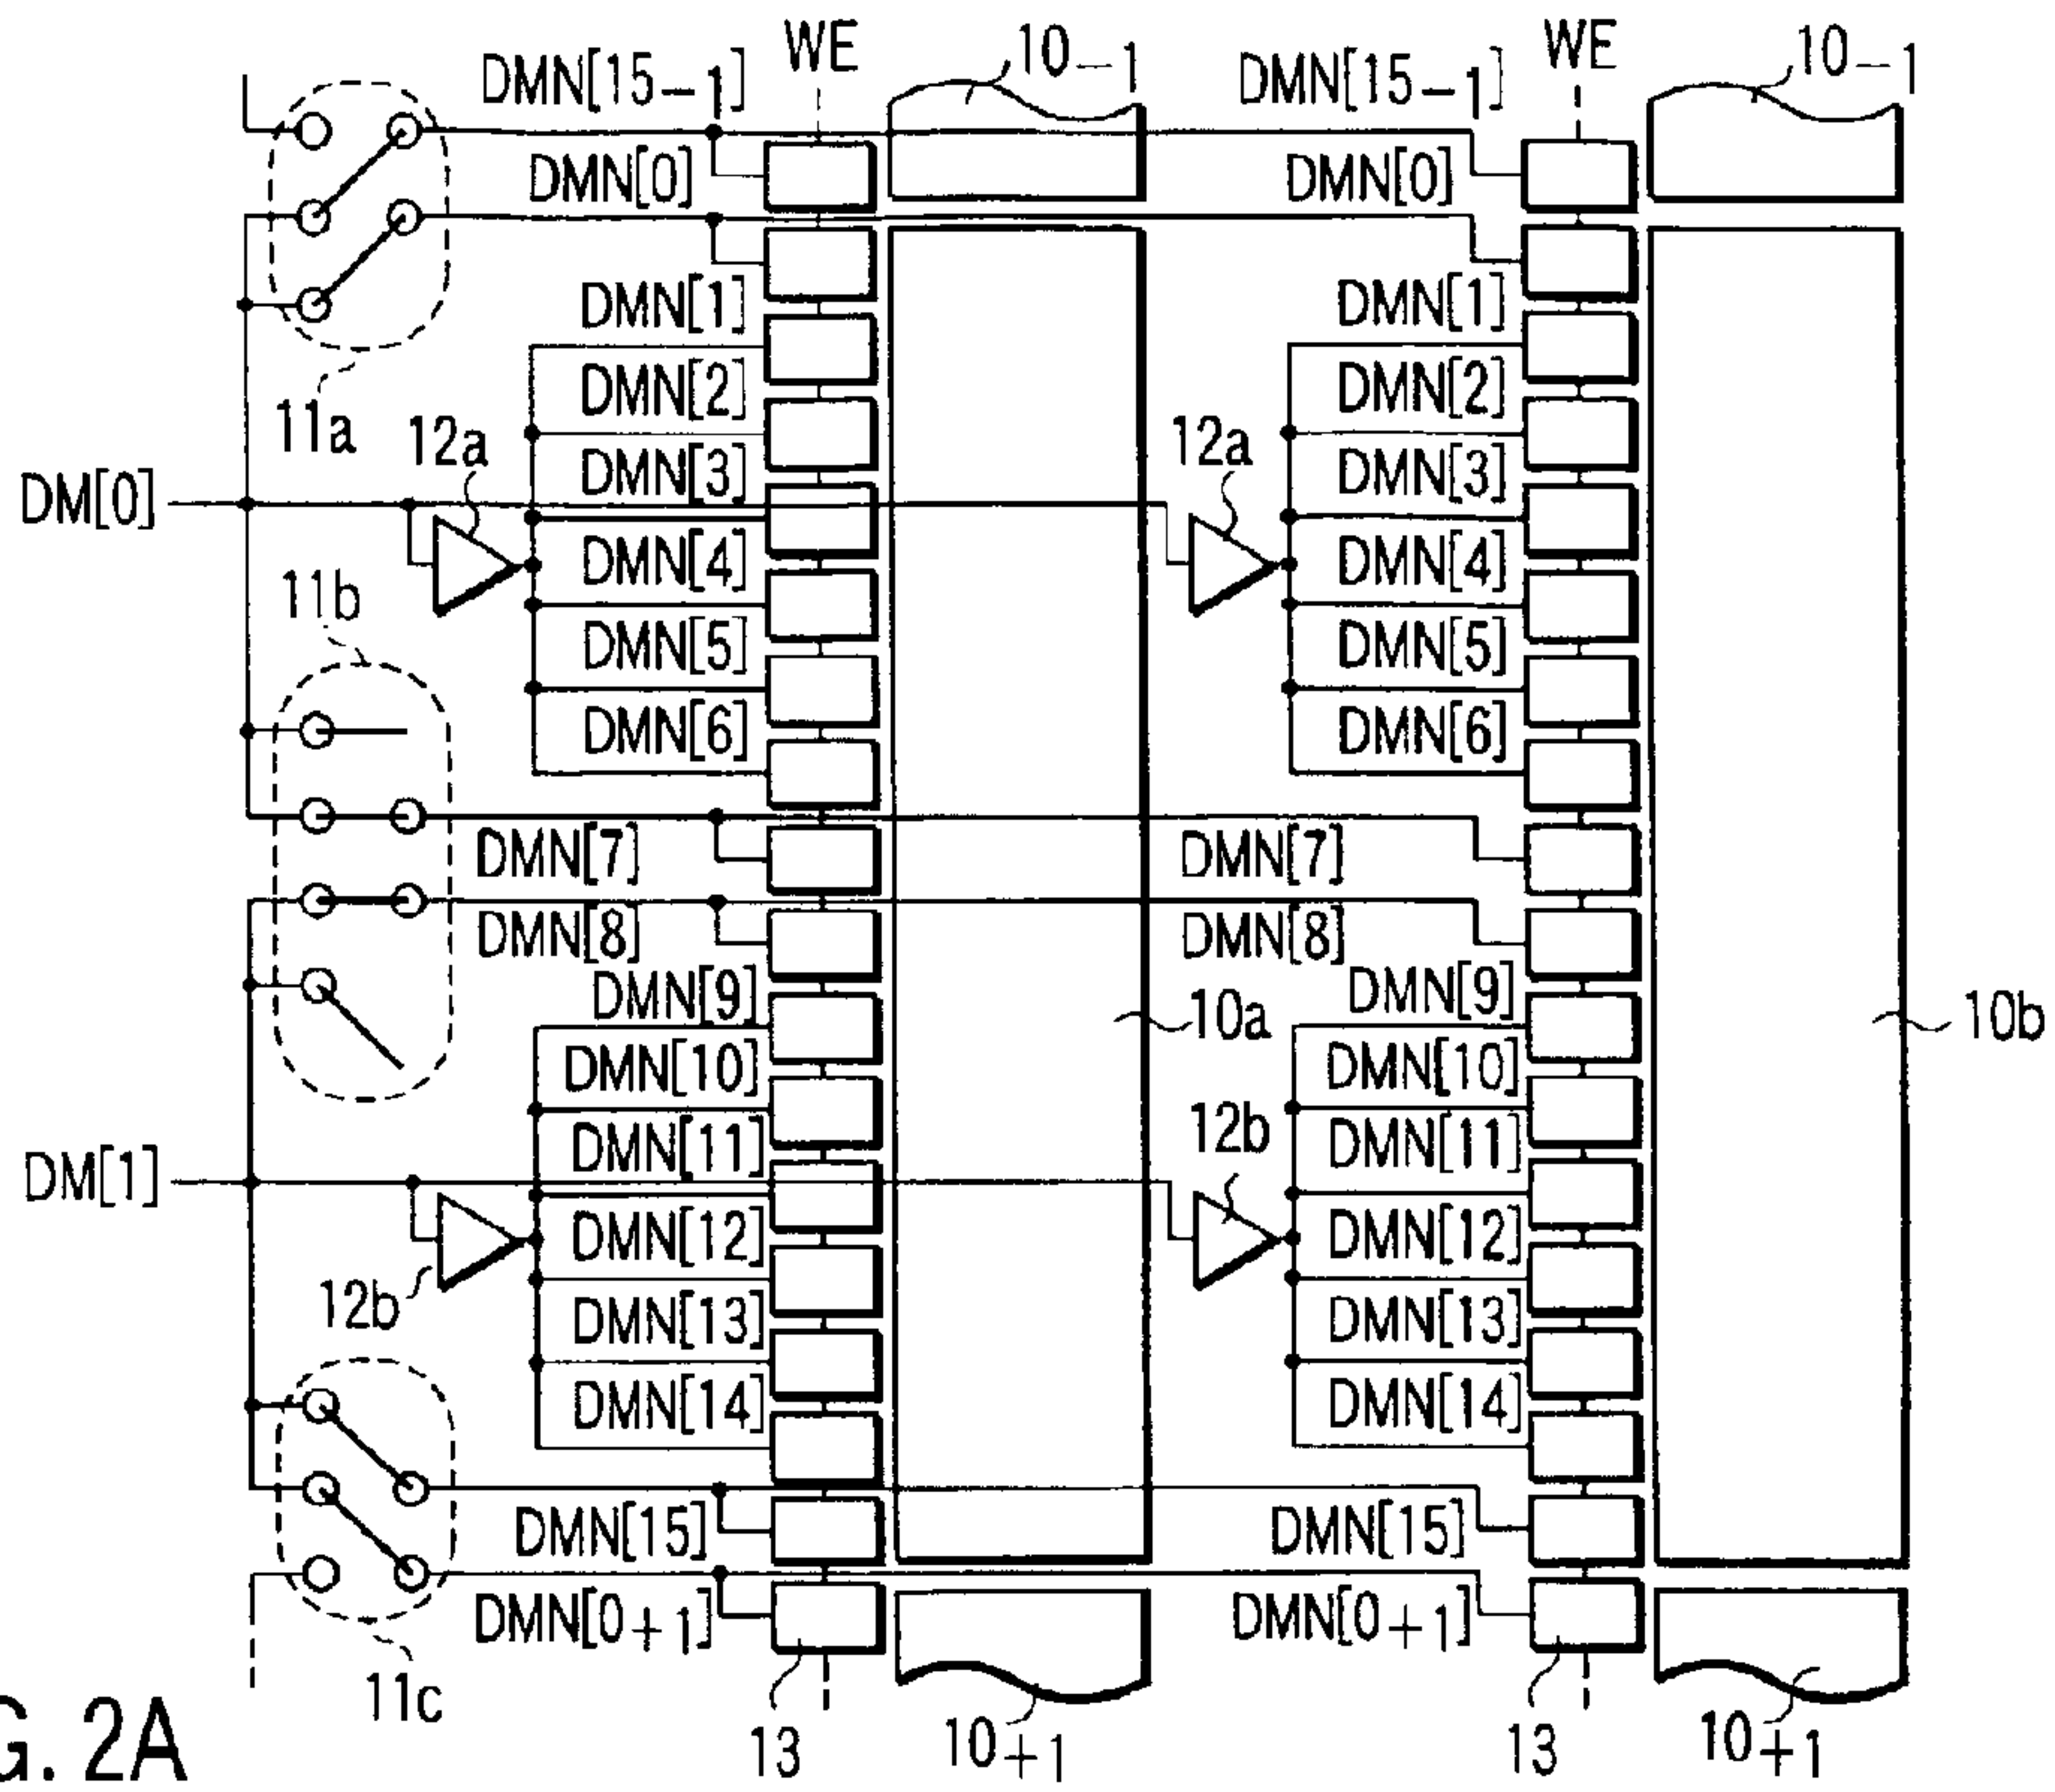 WE 10-1 WE 10-1
DMN[15-1] DMN[15-1]
DMN[0] DMN[0]
DMN[1] DMN[1]
11a DMN[2] DMN[2]
12a 12a
DM[0] DMN[3] DMN[3]
11b DMN[4] DMN[4]
DMN[5] DMN[5]
DMN[6] DMN[6]
DMN[7] DMN[7]
DMN[8] DMN[8]
DMN[9] 10a DMN[9] 10b
DMN[10] DMN[10]
12b
DM[1] DMN[11] DMN[11]
DMN[12] DMN[12]
12b DMN[13] DMN[13]
DMN[14] DMN[14]
DMN[15] DMN[15]
DMN[0+1] DMN[0+1]
11c
13 10+1 13 10+1
G. 2A